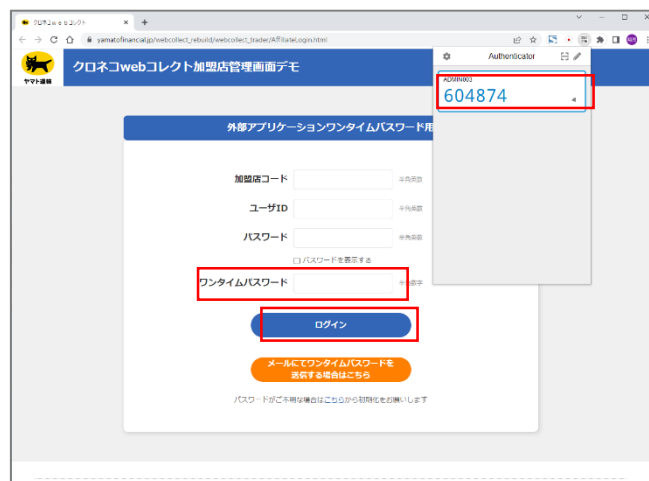 クロネコwebコレクト
yamatofinancial.jp/webcollect_rebuild/webcollect_trader/AffiliateLogin.html
ヤマト運輸
クロネコwebコレクト加盟店管理画面デモ
Authenticator
ADMIN003
604874
外部アプリケーションワンタイムパスワード用
加盟店コード
半角英数
ユーザID
半角英数
パスワード
半角英数
パスワードを表示する
ワンタイムパスワード
半角数字
ログイン
メールにてワンタイムパスワードを
送信する場合はこちら
パスワードがご不明な場合はこちらから初期化をお願いします